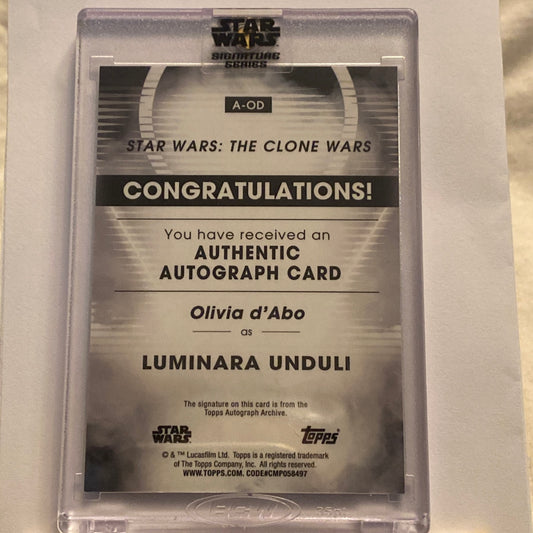 STAR
WARS
SIGNATURE
SERIES
A-OD
STAR WARS: THE CLONE WARS
CONGRATULATIONS!
You have received an
AUTHENTIC
AUTOGRAPH CARD
Olivia d'Abo
as
LUMINARA UNDULI
The signature on this card is from the
Topps Autograph Archive.
STAR
WARS
Topps
© & ™ Lucasfilm Ltd. Topps is a registered trademark
of The Topps Company, Inc. All rights reserved.
WWW.TOPPS.COM. CODE#CMP058497